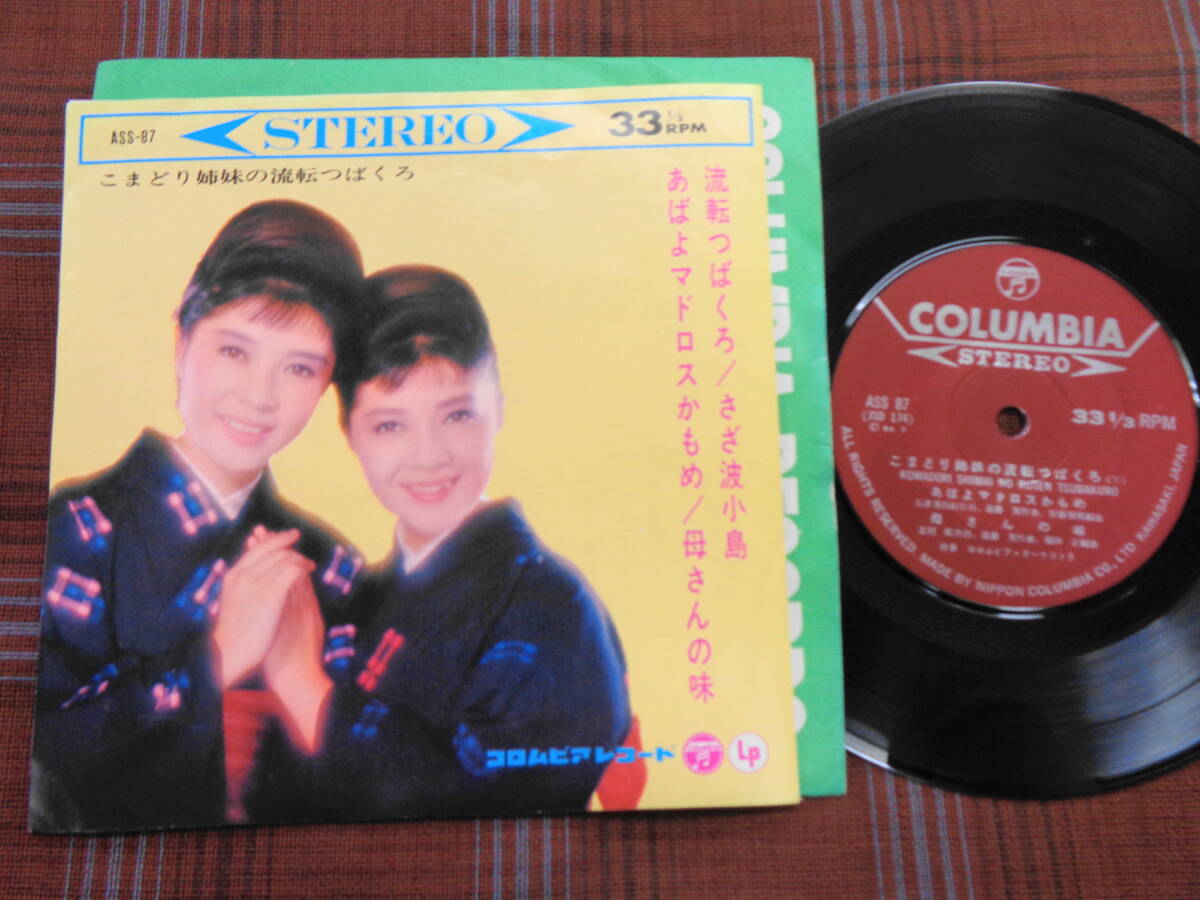 ASS-87
STEREO
33 1/3 RPM
こまどり姉妹の流転つばくろ
流転つばくろ/さざ波小島
あばよマドロスかもめ/母さんの味
コロムビアレコード
LP
COLUMBIA
STEREO
ASS 87
33 1/3 RPM
こまどり姉妹の流転つばくろ(下)
KOMADORI SHIMAI NO RUTEN TSUBAKURO
あばよマドロスかもめ
母さんの味
ALL RIGHTS RESERVED. MADE BY NIPPON COLUMBIA CO., LTD. KAWASAKI, JAPAN